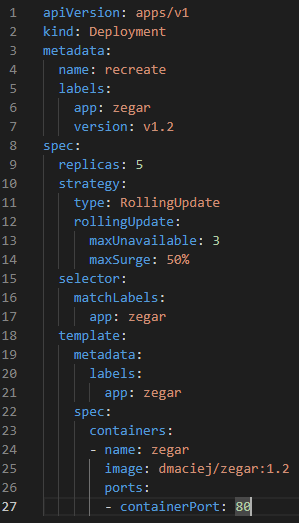 1 apiVersion: apps/v1
2 kind: Deployment
3 metadata:
4   name: recreate
5   labels:
6     app: zegar
7     version: v1.2
8 spec:
9   replicas: 5
10   strategy:
11     type: RollingUpdate
12     rollingUpdate:
13       maxUnavailable: 3
14       maxSurge: 50%
15   selector:
16     matchLabels:
17       app: zegar
18   template:
19     metadata:
20       labels:
21         app: zegar
22     spec:
23       containers:
24       - name: zegar
25         image: dmaciej/zegar:1.2
26         ports:
27         - containerPort: 80